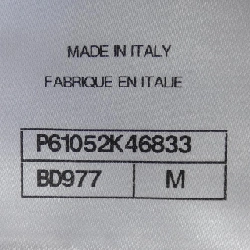 MADE IN ITALY
FABRIQUE EN ITALIE
P61052K46833
BD977 M